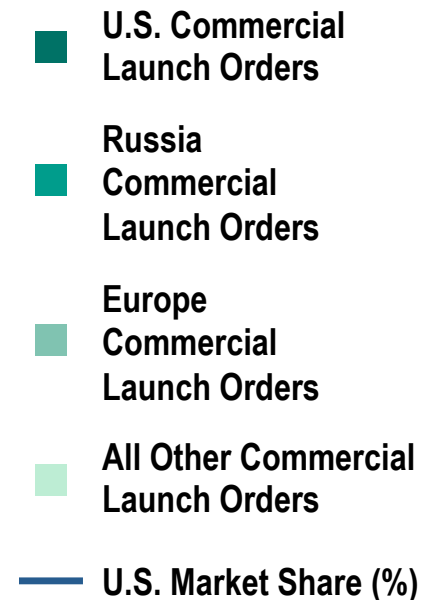 U.S. Commercial
Launch Orders
Russia
Commercial
Launch Orders
Europe
Commercial
Launch Orders
All Other Commercial
Launch Orders
U.S. Market Share (%)